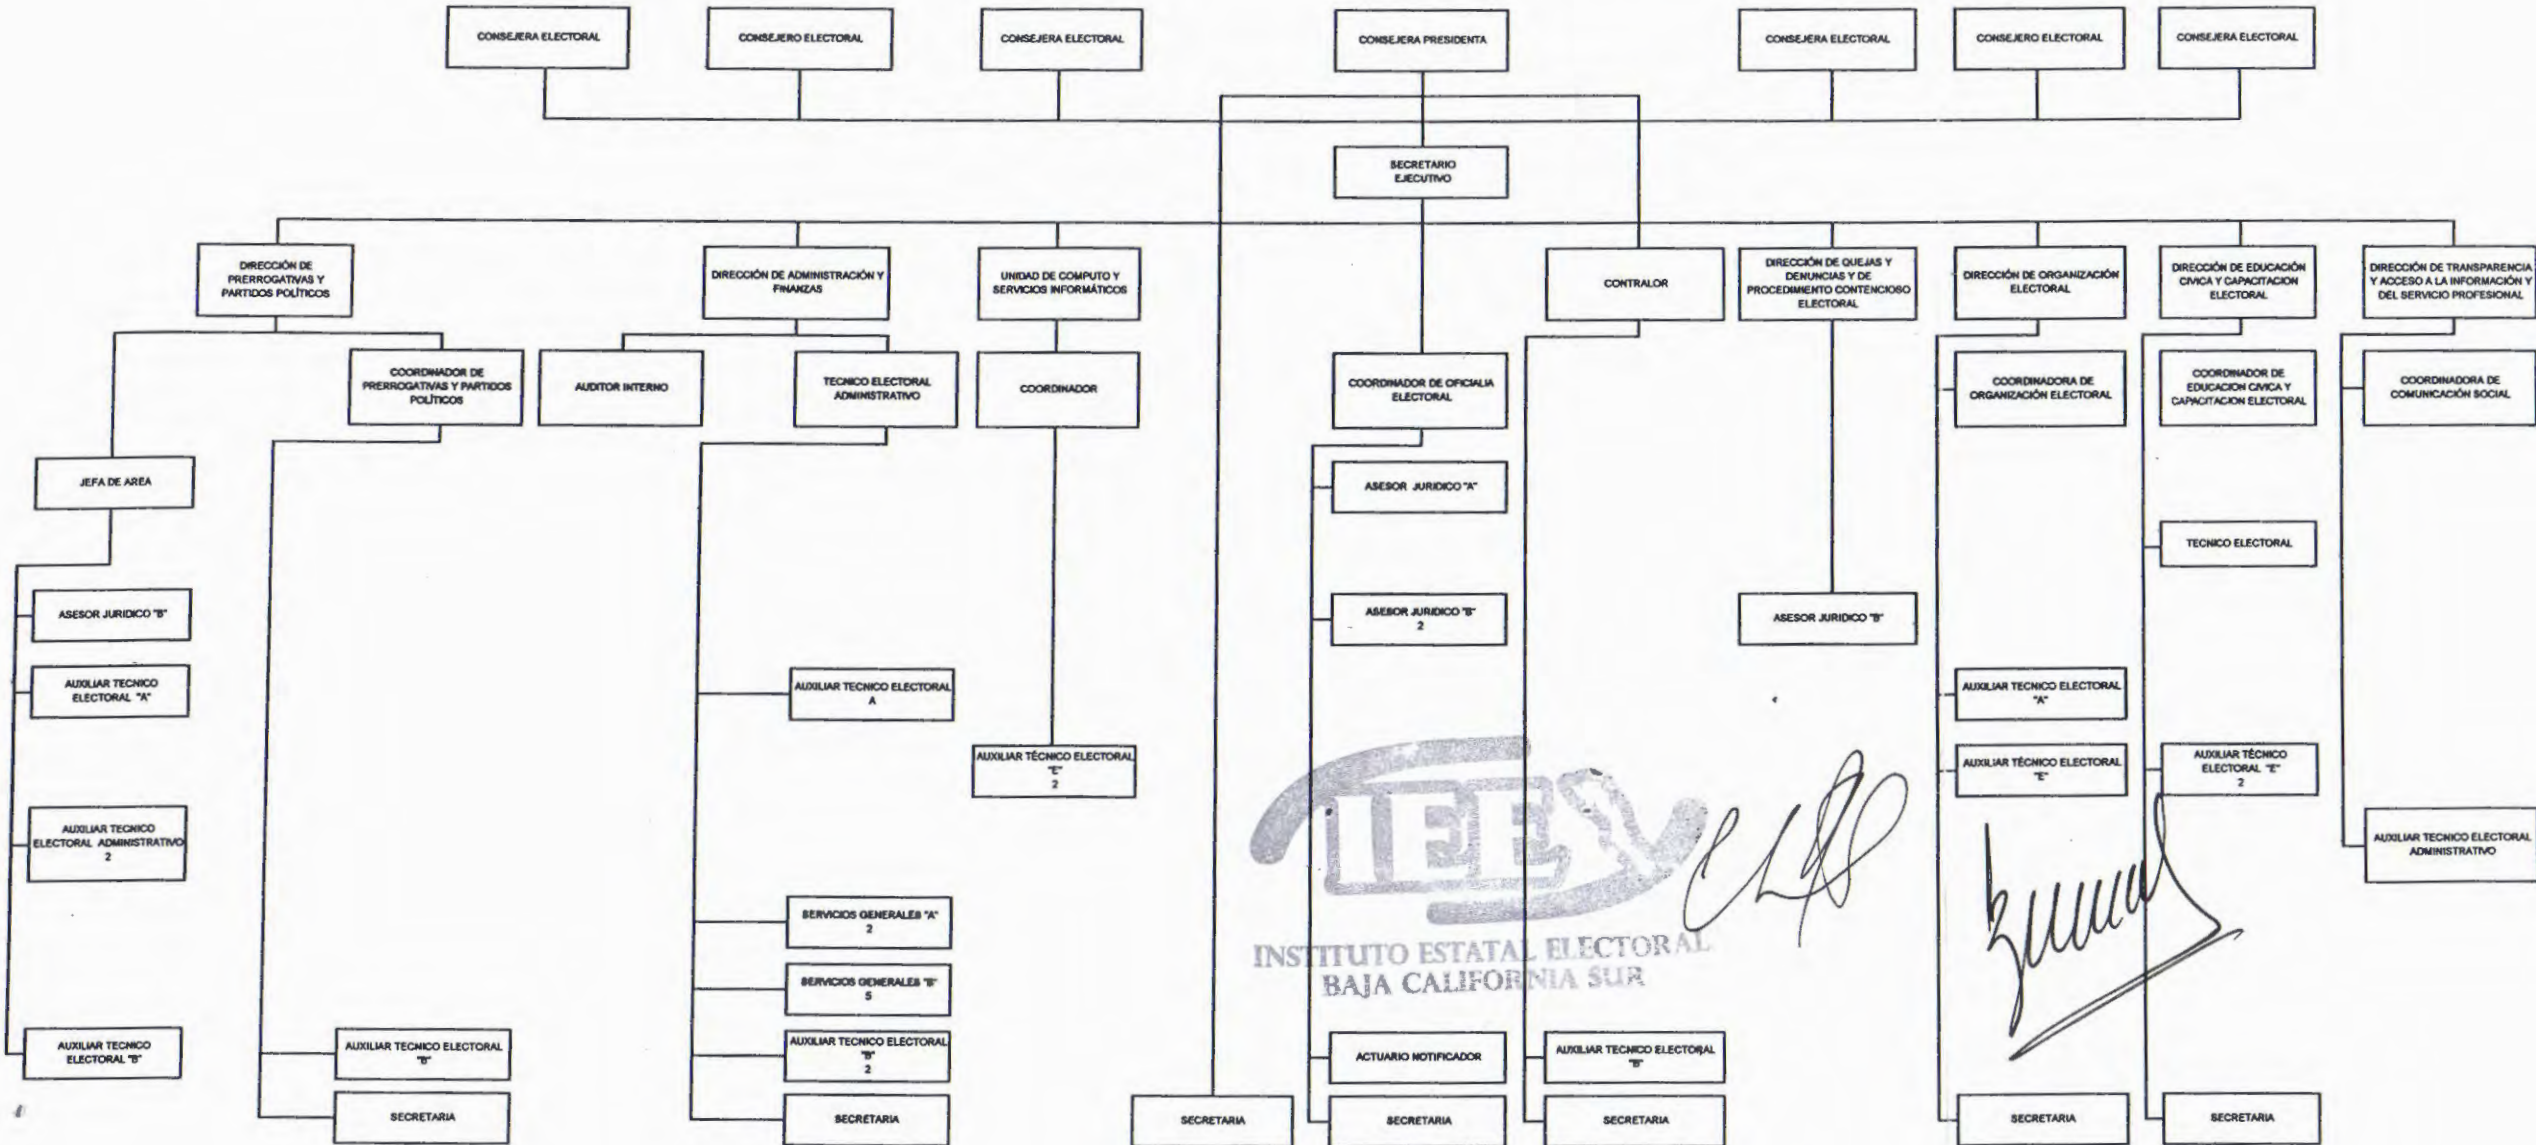 CONSEJERA ELECTORAL
CONSEJERO ELECTORAL
CONSEJERA ELECTORAL
CONSEJERA PRESIDENTA
CONSEJERA ELECTORAL
CONSEJERO ELECTORAL
CONSEJERA ELECTORAL
SECRETARIO
EJECUTIVO
DIRECCIÓN DE
PRERROGATIVAS Y
PARTIDOS POLÍTICOS
DIRECCIÓN DE ADMINISTRACIÓN Y
FINANZAS
UNIDAD DE COMPUTO Y
SERVICIOS INFORMÁTICOS
CONTRALOR
DIRECCIÓN DE QUEJAS Y
DENUNCIAS Y DE
PROCEDIMIENTO CONTENCIOSO
ELECTORAL
DIRECCIÓN DE ORGANIZACIÓN
ELECTORAL
DIRECCIÓN DE EDUCACIÓN
CIVICA Y CAPACITACION
ELECTORAL
DIRECCIÓN DE TRANSPARENCIA
Y ACCESO A LA INFORMACIÓN Y
DEL SERVICIO PROFESIONAL
COORDINADOR DE
PRERROGATIVAS Y PARTIDOS
POLÍTICOS
AUDITOR INTERNO
TECNICO ELECTORAL
ADMINISTRATIVO
COORDINADOR
COORDINADOR DE OFICIALIA
ELECTORAL
COORDINADORA DE
ORGANIZACIÓN ELECTORAL
COORDINADOR DE
EDUCACION CIVICA Y
CAPACITACION ELECTORAL
COORDINADORA DE
COMUNICACIÓN SOCIAL
JEFA DE AREA
ASESOR JURIDICO "A"
TECNICO ELECTORAL
ASESOR JURIDICO "B"
ASESOR JURIDICO "B"
2
ASESOR JURIDICO "B"
AUXILIAR TECNICO
ELECTORAL "A"
AUXILIAR TECNICO ELECTORAL
A
AUXILIAR TECNICO ELECTORAL
"A"
AUXILIAR TÉCNICO ELECTORAL
"E"
2
AUXILIAR TÉCNICO ELECTORAL
"E"
AUXILIAR TÉCNICO
ELECTORAL "E"
2
AUXILIAR TECNICO
ELECTORAL ADMINISTRATIVO
2
AUXILIAR TECNICO ELECTORAL
ADMINISTRATIVO
IEE
SERVICIOS GENERALES "A"
2
INSTITUTO ESTATAL ELECTORAL
BAJA CALIFORNIA SUR
SERVICIOS GENERALES "B"
5
AUXILIAR TECNICO
ELECTORAL "B"
AUXILIAR TECNICO ELECTORAL
"B"
AUXILIAR TECNICO ELECTORAL
"B"
2
ACTUARIO NOTIFICADOR
AUXILIAR TECNICO ELECTORAL
"B"
SECRETARIA
SECRETARIA
SECRETARIA
SECRETARIA
SECRETARIA
SECRETARIA
SECRETARIA